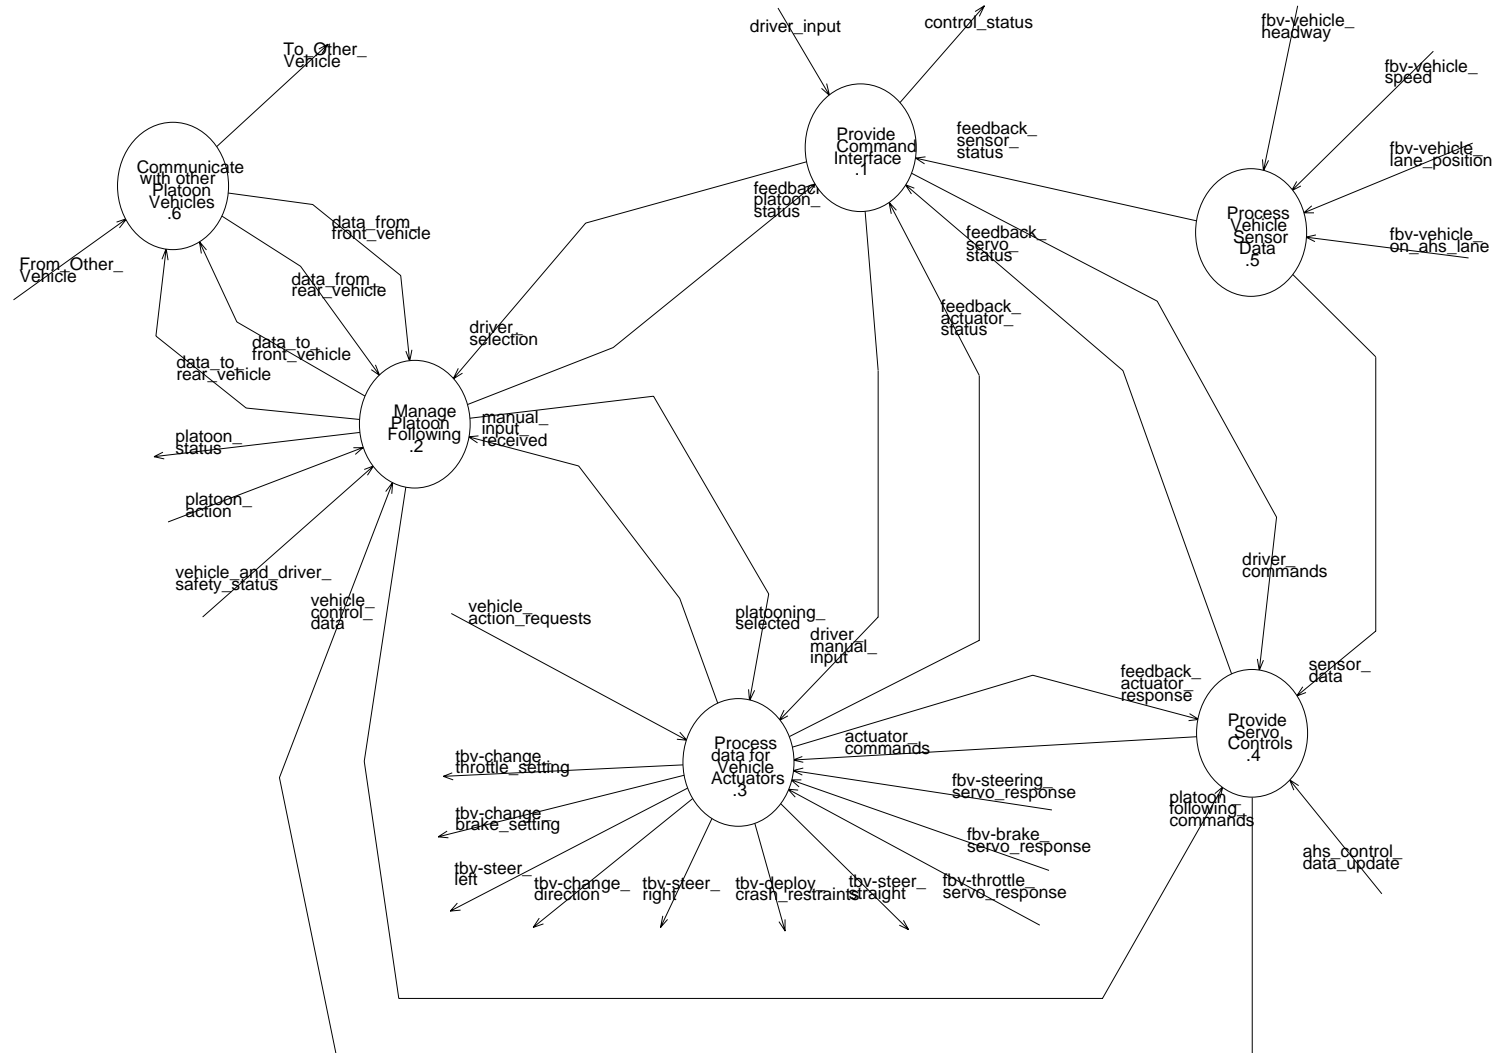 driver_input
control_status
fbv-vehicle_
headway
To_Other_
Vehicle
fbv-vehicle_
speed
Provide
Command
Interface
.1
feedback_
sensor_
status
fbv-vehicle_
lane_position
Communicate
with other
Platoon
Vehicles
.6
feedback_
platoon_
status
Process
Vehicle
Sensor
Data
.5
data_from_
front_vehicle
feedback_
servo_
status
fbv-vehicle_
on_ahs_lane
From_Other_
Vehicle
data_from_
rear_vehicle
feedback_
actuator_
status
driver_
selection
data_to_
front_vehicle
data_to_
rear_vehicle
Manage
Platoon
Following
.2
manual_
input_
received
platoon_
status
platoon_
action
vehicle_and_driver_
safety_status
driver_
commands
vehicle_
control_
data
vehicle_
action_requests
platooning_
selected
driver_
manual_
input
feedback_
actuator_
response
sensor_
data
Process
data for
Vehicle
Actuators
.3
actuator_
commands
Provide
Servo
Controls
.4
tbv-change_
throttle_setting
fbv-steering_
servo_response
platoon_
following_
commands
tbv-change_
brake_setting
fbv-brake_
servo_response
ahs_control_
data_update
tbv-steer_
left
tbv-change_
direction
tbv-steer_
right
tbv-deploy_
crash_restraints
tbv-steer_
straight
fbv-throttle_
servo_response